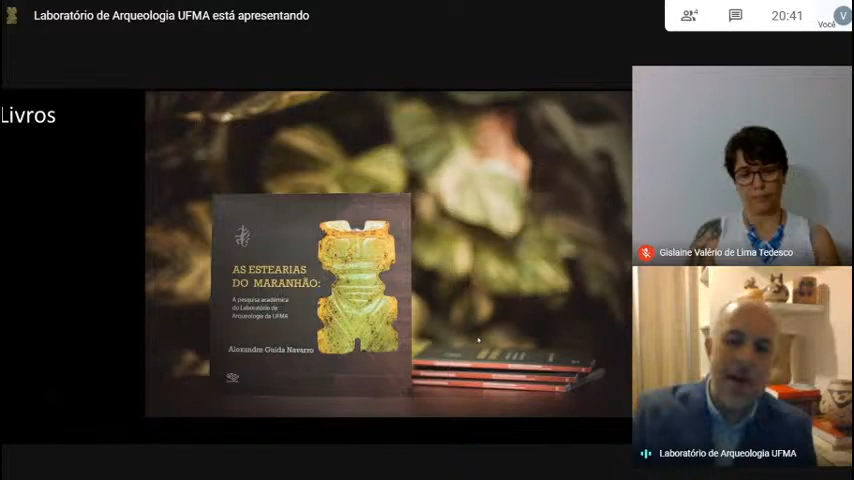 Laboratório de Arqueologia UFMA está apresentando
4
20:41
Você
V
Livros
AS ESTEARIAS
DO MARANHÃO:
A pesquisa acadêmica
do Laboratório de
Arqueologia da UFMA
Alexandre Guida Navarro
Gislaine Valério de Lima Tedesco
Laboratório de Arqueologia UFMA